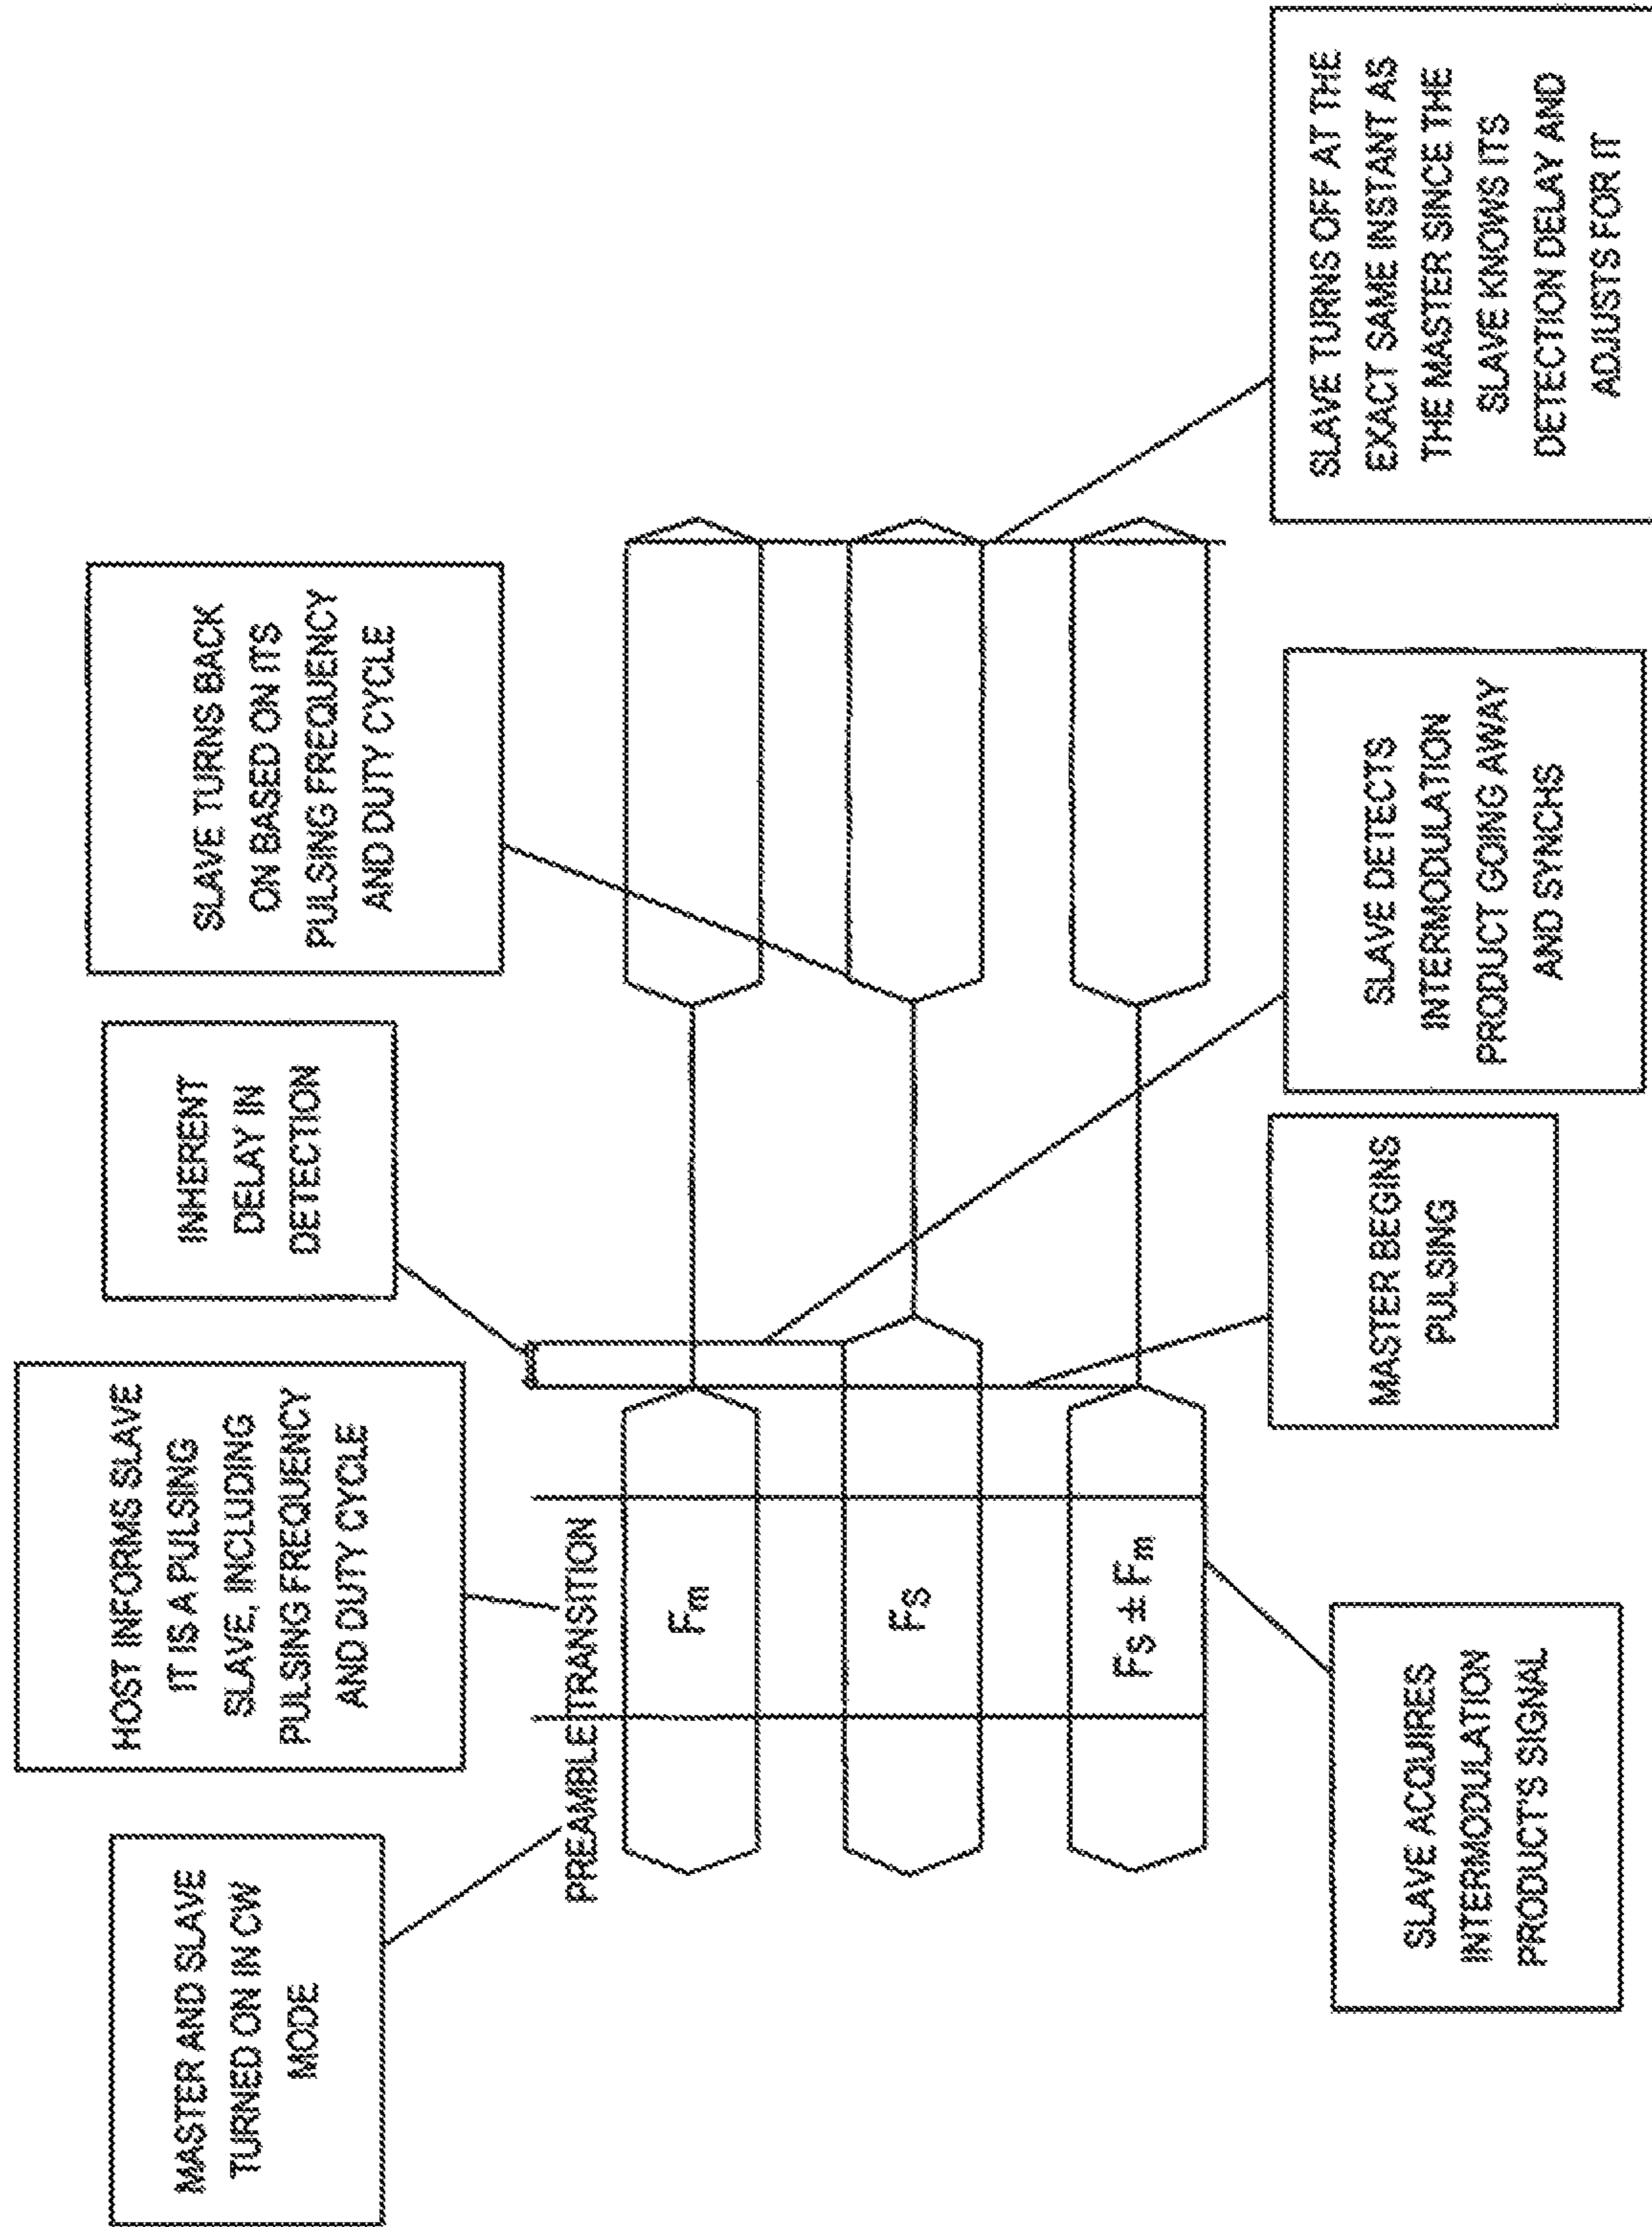 MASTER AND SLAVE
TURNED ON IN CW
MODE
HOST INFORMS SLAVE
IT IS A PULSING
SLAVE, INCLUDING
PULSING FREQUENCY
AND DUTY CYCLE
INHERENT
DELAY IN
DETECTION
SLAVE TURNS BACK
ON BASED ON ITS
PULSING FREQUENCY
AND DUTY CYCLE
PREAMBLE TRANSITION
Fm
FS
FS ± Fm
SLAVE ACQUIRES
INTERMODULATION
PRODUCT'S SIGNAL
MASTER BEGINS
PULSING
SLAVE DETECTS
INTERMODULATION
PRODUCT GOING AWAY
AND SYNCHS
SLAVE TURNS OFF AT THE
EXACT SAME INSTANT AS
THE MASTER SINCE THE
SLAVE KNOWS ITS
DETECTION DELAY AND
ADJUSTS FOR IT